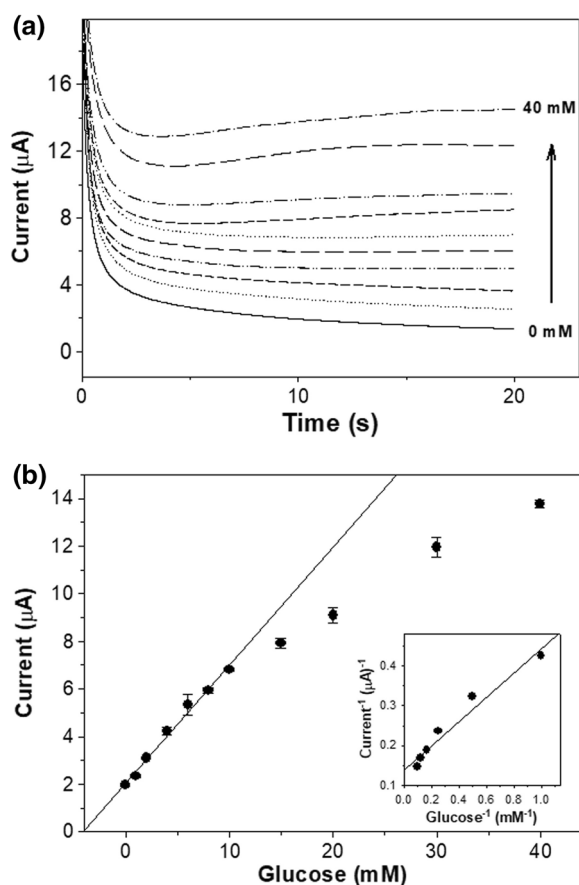 (a)
16
12
8
4
0
Current (µA)
40 mM
0 mM
0
10
20
Time (s)
(b)
14
12
10
8
6
4
2
0
Current (µA)
0
10
20
30
40
Glucose (mM)
0.4
0.3
0.2
0.1
Current⁻¹ (µA)⁻¹
0.0 0.2 0.4 0.6 0.8 1.0
Glucose⁻¹ (mM⁻¹)